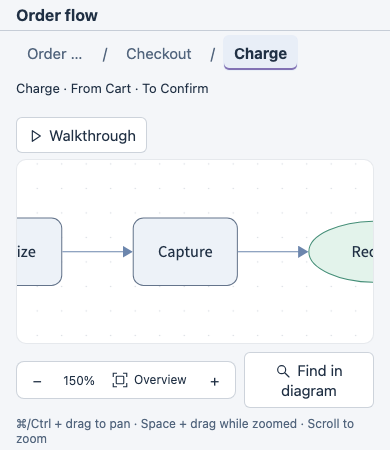 Order flow
Order ... / Checkout / Charge
Charge · From Cart · To Confirm
Walkthrough
ize
Capture
Rec
− 150% Overview +
Find in
diagram
⌘/Ctrl + drag to pan · Space + drag while zoomed · Scroll to
zoom